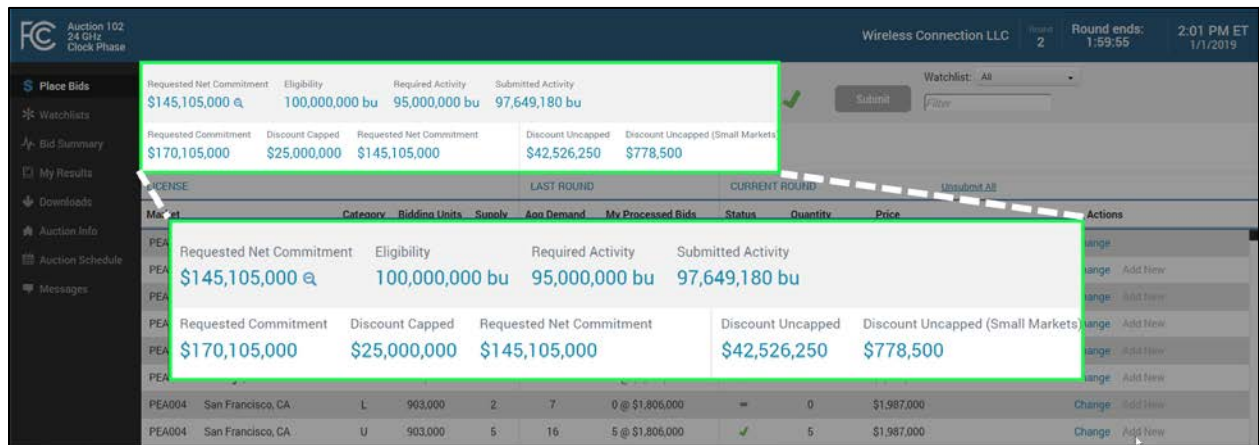 FCC Auction 102
24 GHz
Clock Phase
Wireless Connection LLC
Round
2
Round ends:
1:59:55
2:01 PM ET
1/1/2019
Place Bids
Watchlists
Bid Summary
My Results
Downloads
Auction Info
Auction Schedule
Messages
Requested Net Commitment Eligibility Required Activity Submitted Activity
$145,105,000 100,000,000 bu 95,000,000 bu 97,649,180 bu
Requested Commitment Discount Capped Requested Net Commitment Discount Uncapped Discount Uncapped (Small Markets)
$170,105,000 $25,000,000 $145,105,000 $42,526,250 $778,500
Submit
Watchlist: All
Filter
LICENSE LAST ROUND CURRENT ROUND Unsubmit All
Market Category Bidding Units Supply Agg Demand My Processed Bids Status Quantity Price Actions
Requested Net Commitment Eligibility Required Activity Submitted Activity
$145,105,000 100,000,000 bu 95,000,000 bu 97,649,180 bu
Requested Commitment Discount Capped Requested Net Commitment Discount Uncapped Discount Uncapped (Small Markets)
$170,105,000 $25,000,000 $145,105,000 $42,526,250 $778,500
Add New
Add New
Add New
Add New
Change Add New
PEA004 San Francisco, CA L 903,000 2 7 0 @ $1,806,000 0 $1,987,000 Change Add New
PEA004 San Francisco, CA U 903,000 5 16 5 @ $1,806,000 5 $1,987,000 Change Add New